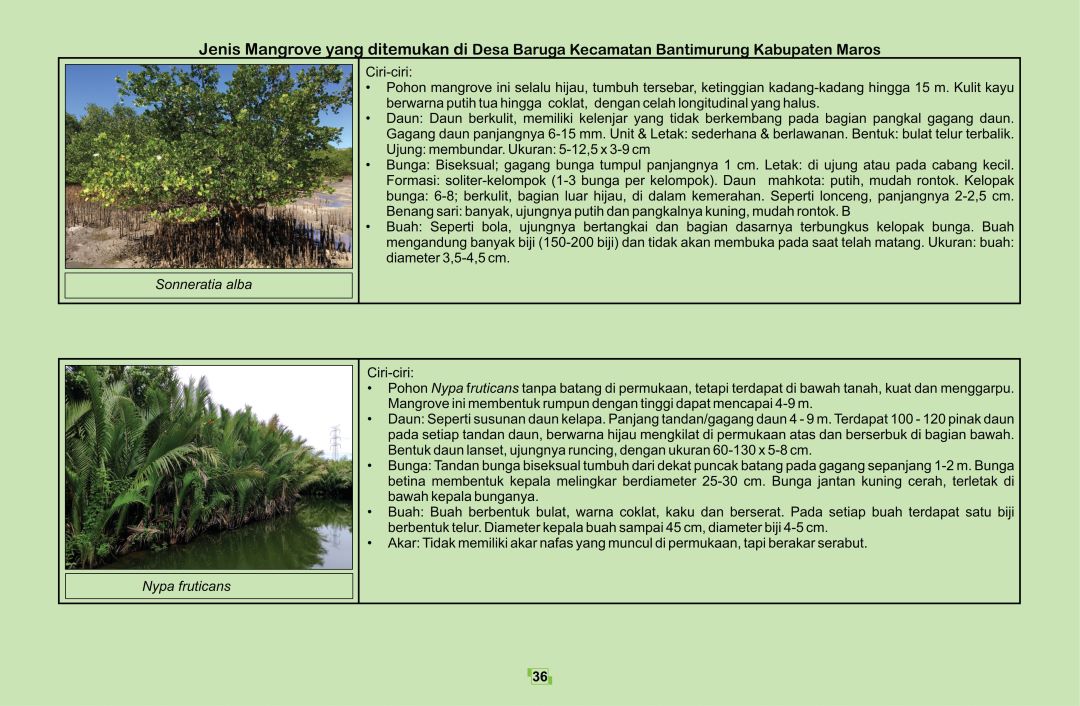 Jenis Mangrove yang ditemukan di Desa Baruga Kecamatan Bantimurung Kabupaten Maros
Ciri-ciri:
• Pohon mangrove ini selalu hijau, tumbuh tersebar, ketinggian kadang-kadang hingga 15 m. Kulit kayu
berwarna putih tua hingga coklat, dengan celah longitudinal yang halus.
• Daun: Daun berkulit, memiliki kelenjar yang tidak berkembang pada bagian pangkal gagang daun.
Gagang daun panjangnya 6-15 mm. Unit & Letak: sederhana & berlawanan. Bentuk: bulat telur terbalik.
Ujung: membundar. Ukuran: 5-12,5 x 3-9 cm
• Bunga: Biseksual; gagang bunga tumpul panjangnya 1 cm. Letak: di ujung atau pada cabang kecil.
Formasi: soliter-kelompok (1-3 bunga per kelompok). Daun mahkota: putih, mudah rontok. Kelopak
bunga: 6-8; berkulit, bagian luar hijau, di dalam kemerahan. Seperti lonceng, panjangnya 2-2,5 cm.
Benang sari: banyak, ujungnya putih dan pangkalnya kuning, mudah rontok. B
• Buah: Seperti bola, ujungnya bertangkai dan bagian dasarnya terbungkus kelopak bunga. Buah
mengandung banyak biji (150-200 biji) dan tidak akan membuka pada saat telah matang. Ukuran: buah:
diameter 3,5-4,5 cm.
Sonneratia alba
Ciri-ciri:
• Pohon Nypa fruticans tanpa batang di permukaan, tetapi terdapat di bawah tanah, kuat dan menggarpu.
Mangrove ini membentuk rumpun dengan tinggi dapat mencapai 4-9 m.
• Daun: Seperti susunan daun kelapa. Panjang tandan/gagang daun 4 - 9 m. Terdapat 100 - 120 pinak daun
pada setiap tandan daun, berwarna hijau mengkilat di permukaan atas dan berserbuk di bagian bawah.
Bentuk daun lanset, ujungnya runcing, dengan ukuran 60-130 x 5-8 cm.
• Bunga: Tandan bunga biseksual tumbuh dari dekat puncak batang pada gagang sepanjang 1-2 m. Bunga
betina membentuk kepala melingkar berdiameter 25-30 cm. Bunga jantan kuning cerah, terletak di
bawah kepala bunganya.
• Buah: Buah berbentuk bulat, warna coklat, kaku dan berserat. Pada setiap buah terdapat satu biji
berbentuk telur. Diameter kepala buah sampai 45 cm, diameter biji 4-5 cm.
• Akar: Tidak memiliki akar nafas yang muncul di permukaan, tapi berakar serabut.
Nypa fruticans
36